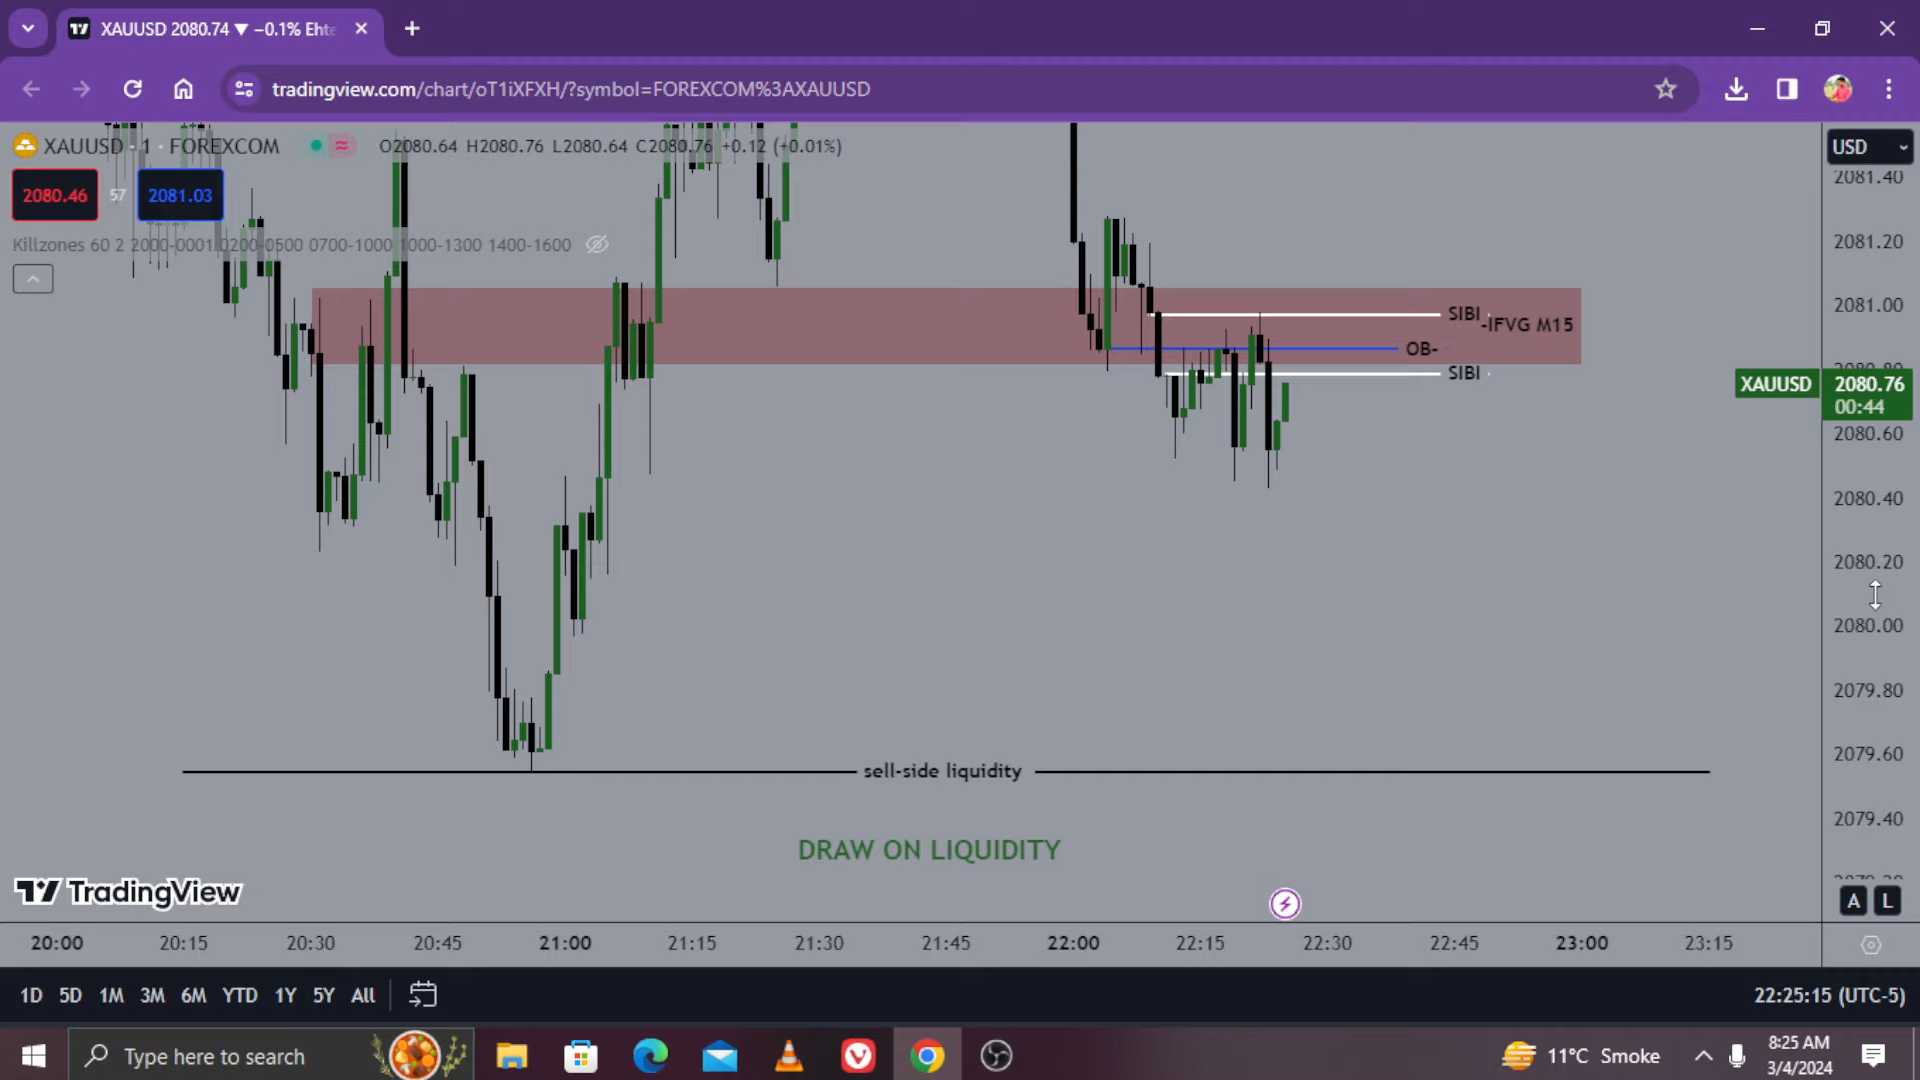 XAUUSD 2080.74 ▼ −0.1% Ehte
tradingview.com/chart/oT1iXFXH/?symbol=FOREXCOM%3AXAUUSD
XAUUSD · 1 · FOREXCOM O2080.64 H2080.76 L2080.64 C2080.76 +0.12 (+0.01%)
USD
2080.46 57 2081.03
Killzones 60 2 2000-0001 0200-0500 0700-1000 1000-1300 1400-1600
2081.40
2081.20
2081.00
SIBI
-IFVG M15
OB-
SIBI
XAUUSD 2080.76
00:44
2080.60
2080.40
2080.20
2080.00
2079.80
2079.60
sell-side liquidity
2079.40
DRAW ON LIQUIDITY
TradingView
A L
20:00 20:15 20:30 20:45 21:00 21:15 21:30 21:45 22:00 22:15 22:30 22:45 23:00 23:15
1D 5D 1M 3M 6M YTD 1Y 5Y All
22:25:15 (UTC-5)
Type here to search
11°C Smoke
8:25 AM
3/4/2024